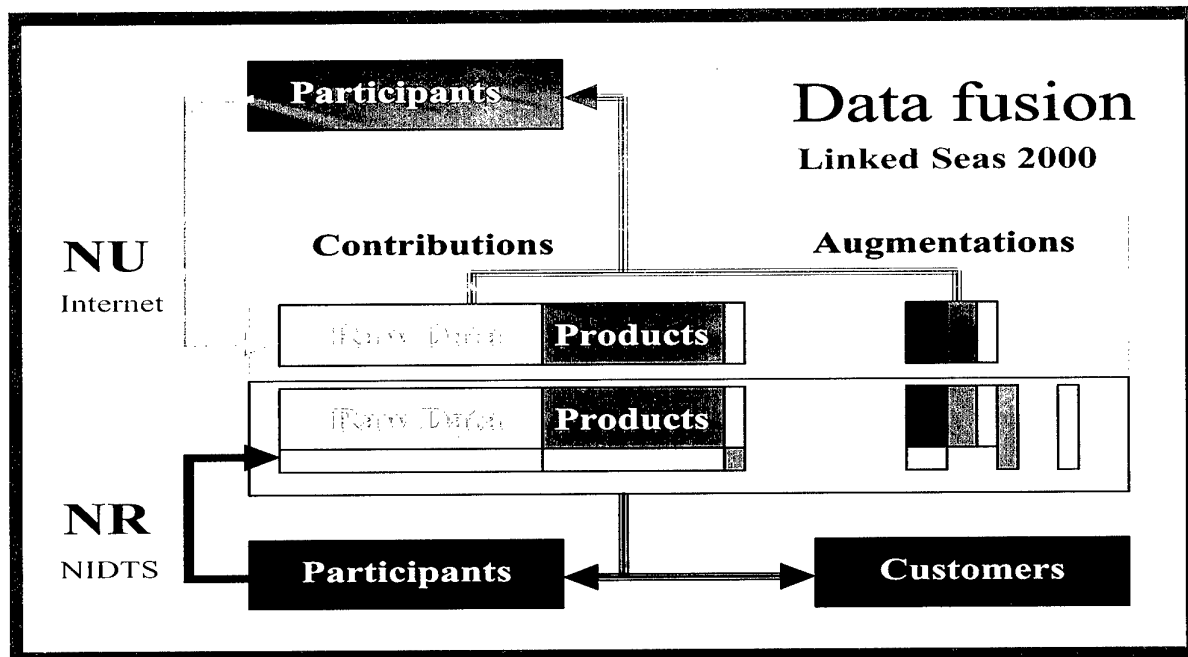 Participants
Data fusion
Linked Seas 2000
NU
Internet
Contributions
Augmentations
Raw Data
Products
Raw Data
Products
NR
NIDTS
Participants
Customers